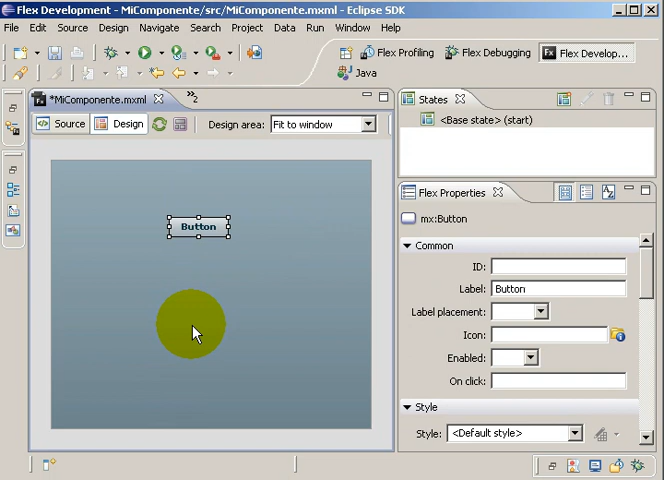 Flex Development - MiComponente/src/MiComponente.mxml - Eclipse SDK
File Edit Source Design Navigate Search Project Data Run Window Help
Flex Profiling Flex Debugging Flex Develop...
Java
*MiComponente.mxml
2
Source Design Design area: Fit to window
Button
States
<Base state> (start)
Flex Properties
mx:Button
Common
ID:
Label: Button
Label placement:
Icon:
Enabled:
On click:
Style
Style: <Default style>